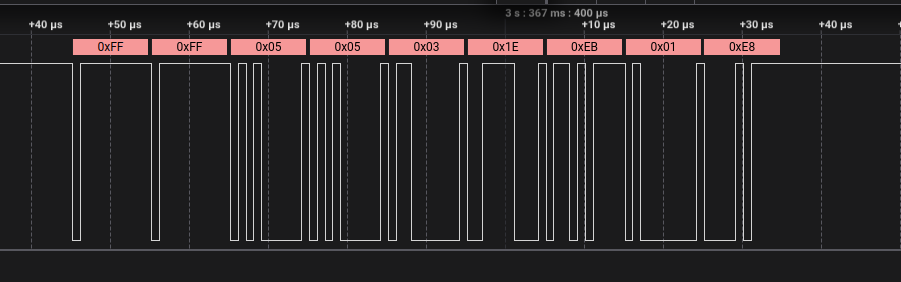 3 s : 367 ms : 400 µs
+40 µs +50 µs +60 µs +70 µs +80 µs +90 µs +10 µs +20 µs +30 µs +40 µs
0xFF 0xFF 0x05 0x05 0x03 0x1E 0xEB 0x01 0xE8